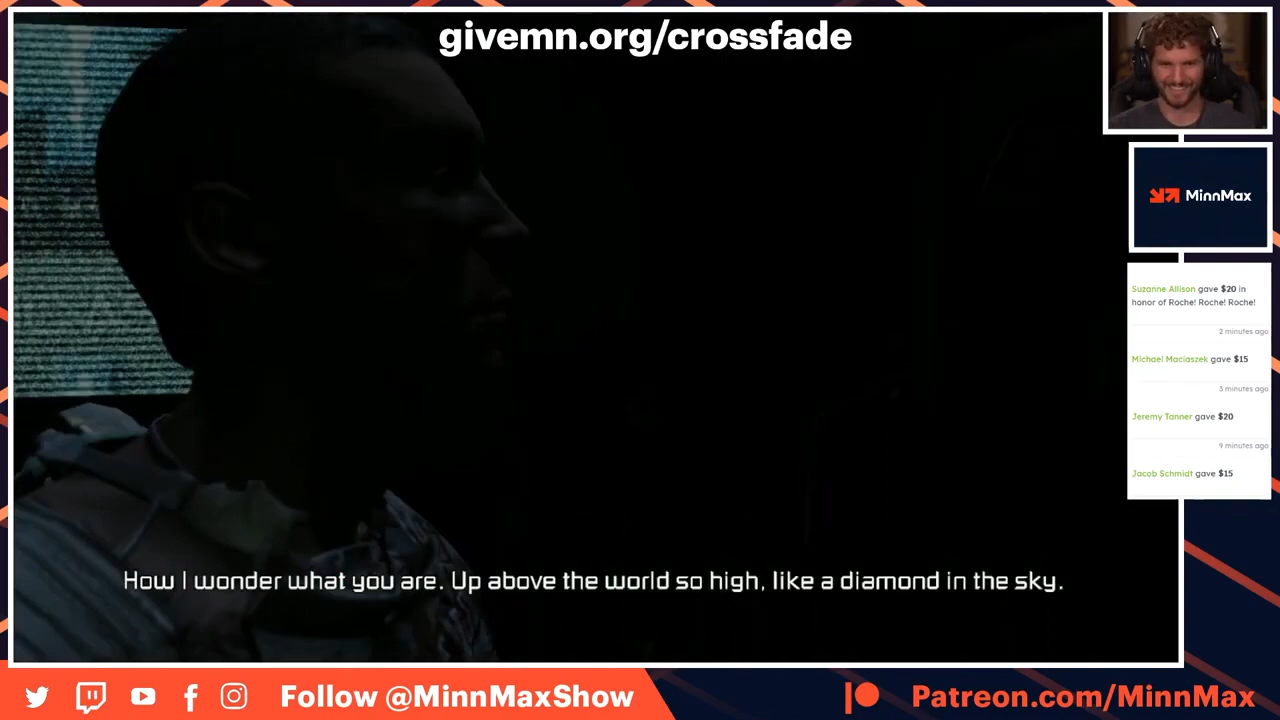 givemn.org/crossfade
MinnMax
Suzanne Allison gave $20 in
honor of Roche! Roche! Roche!
2 minutes ago
Michael Maciaszek gave $15
3 minutes ago
Jeremy Tanner gave $20
9 minutes ago
Jacob Schmidt gave $15
How I wonder what you are. Up above the world so high, like a diamond in the sky.
Follow @MinnMaxShow
Patreon.com/MinnMax